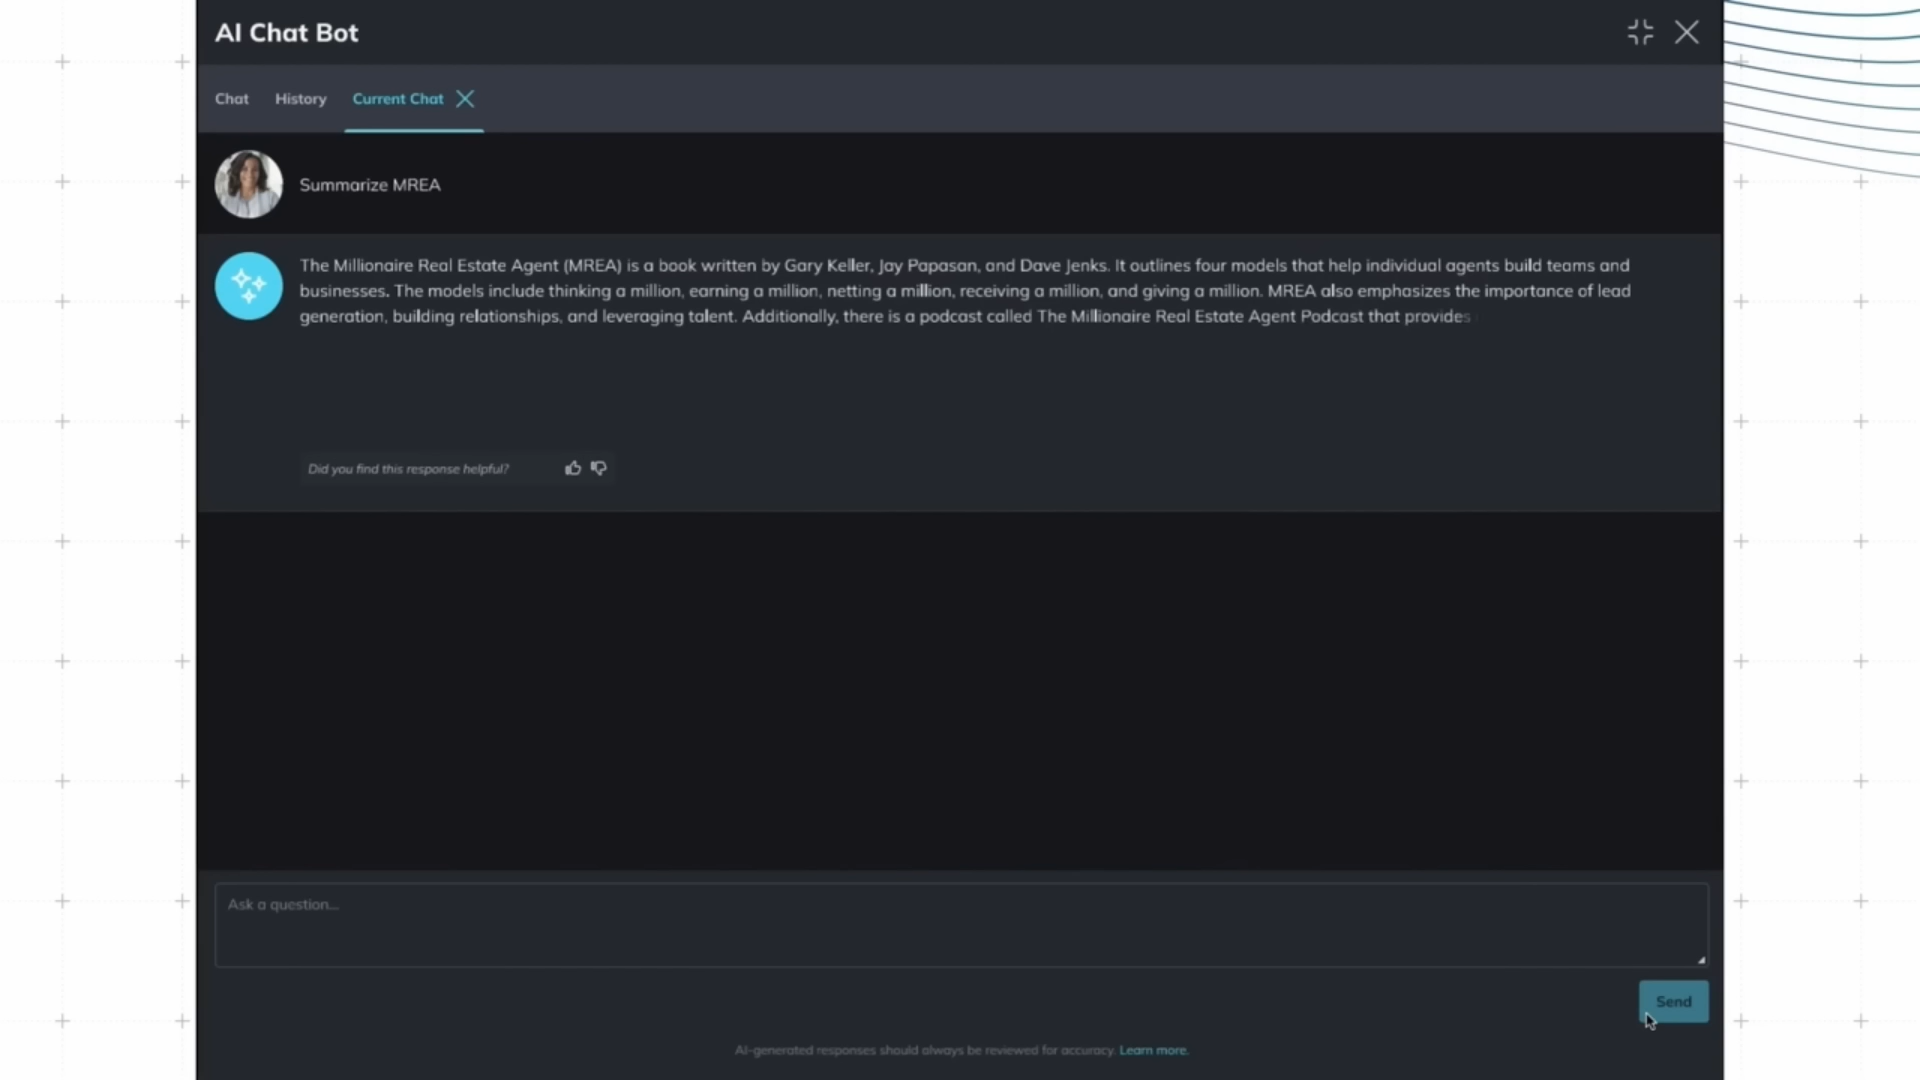 AI Chat Bot
Chat History Current Chat
Summarize MREA
The Millionaire Real Estate Agent (MREA) is a book written by Gary Keller, Jay Papasan, and Dave Jenks. It outlines four models that help individual agents build teams and
businesses. The models include thinking a million, earning a million, netting a million, receiving a million, and giving a million. MREA also emphasizes the importance of lead
generation, building relationships, and leveraging talent. Additionally, there is a podcast called The Millionaire Real Estate Agent Podcast that provides
Did you find this response helpful?
Ask a question...
Send
AI-generated responses should always be reviewed for accuracy. Learn more.